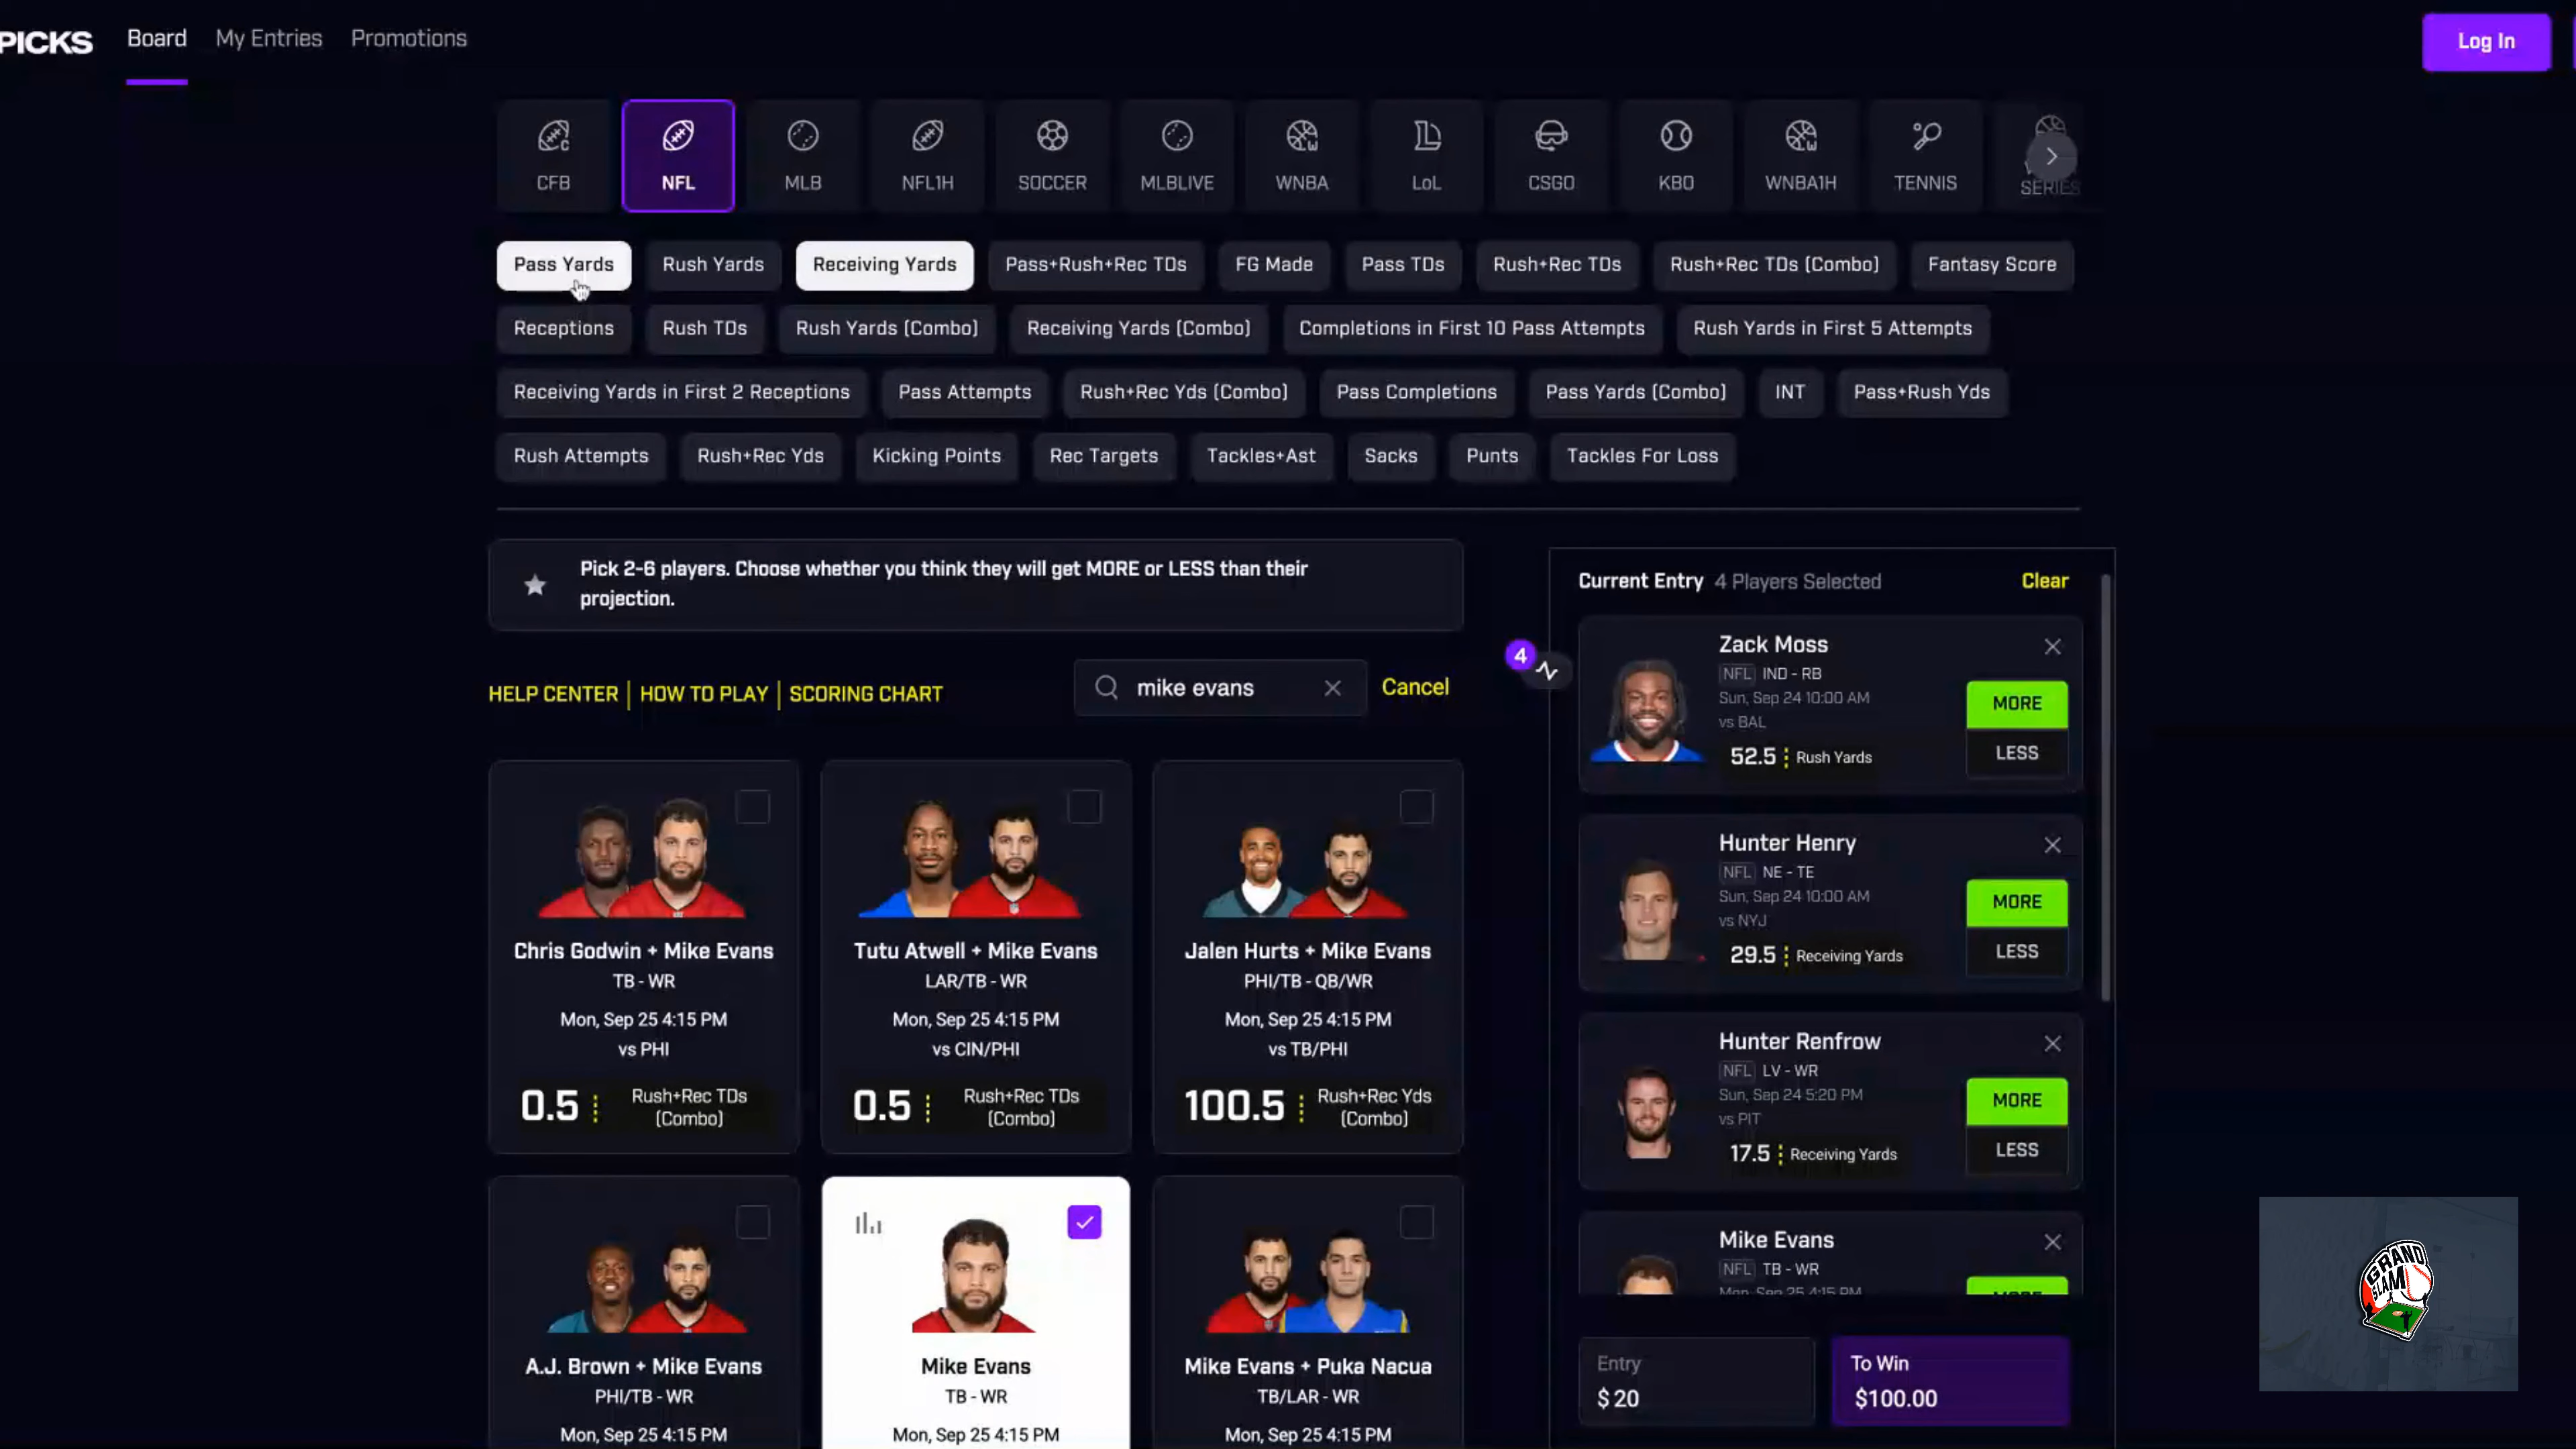 PICKS
Board
My Entries
Promotions
Log In
CFB
NFL
MLB
NFL1H
SOCCER
MLBLIVE
WNBA
LoL
CSGO
KBO
WNBA1H
TENNIS
SERIES
Pass Yards
Rush Yards
Receiving Yards
Pass+Rush+Rec TDs
FG Made
Pass TDs
Rush+Rec TDs
Rush+Rec TDs (Combo)
Fantasy Score
Receptions
Rush TDs
Rush Yards (Combo)
Receiving Yards (Combo)
Completions in First 10 Pass Attempts
Rush Yards in First 5 Attempts
Receiving Yards in First 2 Receptions
Pass Attempts
Rush+Rec Yds (Combo)
Pass Completions
Pass Yards (Combo)
INT
Pass+Rush Yds
Rush Attempts
Rush+Rec Yds
Kicking Points
Rec Targets
Tackles+Ast
Sacks
Punts
Tackles For Loss
Pick 2-6 players. Choose whether you think they will get MORE or LESS than their
projection.
HELP CENTER
HOW TO PLAY
SCORING CHART
mike evans
Cancel
Chris Godwin + Mike Evans
TB - WR
Mon, Sep 25 4:15 PM
vs PHI
0.5
Rush+Rec TDs
(Combo)
Tutu Atwell + Mike Evans
LAR/TB - WR
Mon, Sep 25 4:15 PM
vs CIN/PHI
0.5
Rush+Rec TDs
(Combo)
Jalen Hurts + Mike Evans
PHI/TB - QB/WR
Mon, Sep 25 4:15 PM
vs TB/PHI
100.5
Rush+Rec Yds
(Combo)
A.J. Brown + Mike Evans
PHI/TB - WR
Mon, Sep 25 4:15 PM
Mike Evans
TB - WR
Mon, Sep 25 4:15 PM
Mike Evans + Puka Nacua
TB/LAR - WR
Mon, Sep 25 4:15 PM
Current Entry
4 Players Selected
Clear
4
Zack Moss
NFL IND - RB
Sun, Sep 24 10:00 AM
vs BAL
52.5
Rush Yards
MORE
LESS
Hunter Henry
NFL NE - TE
Sun, Sep 24 10:00 AM
vs NYJ
29.5
Receiving Yards
MORE
LESS
Hunter Renfrow
NFL LV - WR
Sun, Sep 24 5:20 PM
vs PIT
17.5
Receiving Yards
MORE
LESS
Mike Evans
NFL TB - WR
Mon, Sep 25 4:15 PM
MORE
Entry
$ 20
To Win
$100.00
GRAND
SLAM